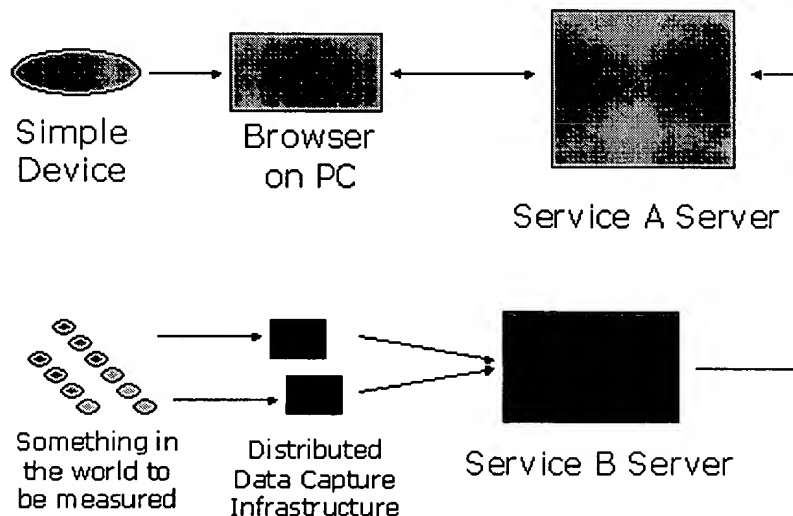 Simple
Device
Browser
on PC
Service A Server
Something in
the world to
be measured
Distributed
Data Capture
Infrastructure
Service B Server